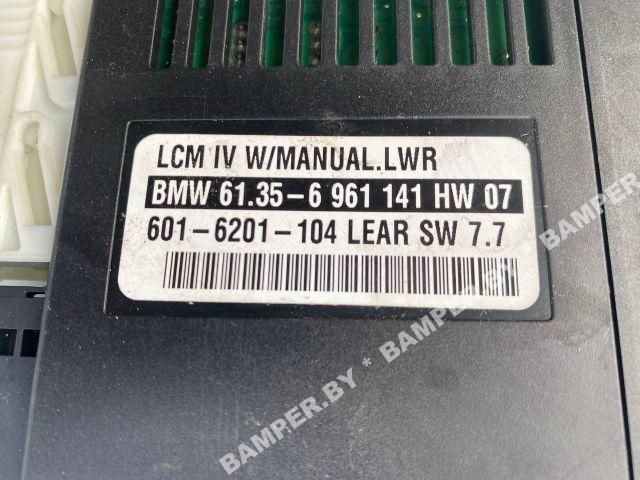 LCM IV W/MANUAL.LWR
BMW 61.35-6 961 141 HW 07
601-6201-104 LEAR SW 7.7
BAMPER.BY * BAMPER.BY * BAMPER.BY